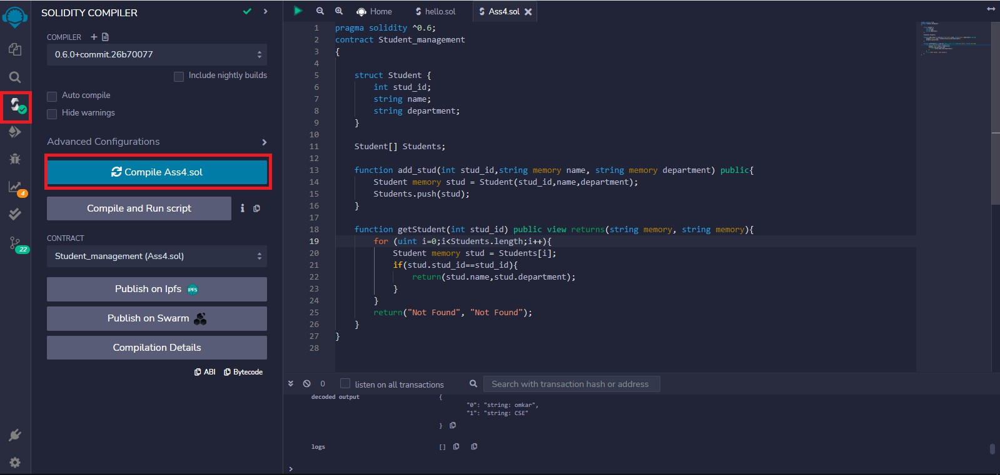 SOLIDITY COMPILER
COMPILER
0.6.0+commit.26b70077
Include nightly builds
Auto compile
Hide warnings
Advanced Configurations
Compile Ass4.sol
Compile and Run script
CONTRACT
Student_management (Ass4.sol)
Publish on Ipfs IPFS
Publish on Swarm
Compilation Details
ABI Bytecode
4
22
Home hello.sol Ass4.sol
1 pragma solidity ^0.6;
2 contract Student_management
3 {
4
5 struct Student {
6 int stud_id;
7 string name;
8 string department;
9 }
10
11 Student[] Students;
12
13 function add_stud(int stud_id,string memory name, string memory department) public{
14 Student memory stud = Student(stud_id,name,department);
15 Students.push(stud);
16 }
17
18 function getStudent(int stud_id) public view returns(string memory, string memory){
19 for (uint i=0;i<Students.length;i++){
20 Student memory stud = Students[i];
21 if(stud.stud_id==stud_id){
22 return(stud.name,stud.department);
23 }
24 }
25 return("Not Found", "Not Found");
26 }
27 }
28
0 listen on all transactions Search with transaction hash or address
decoded output {
"0": "string: omkar",
"1": "string: CSE"
}
logs []
>